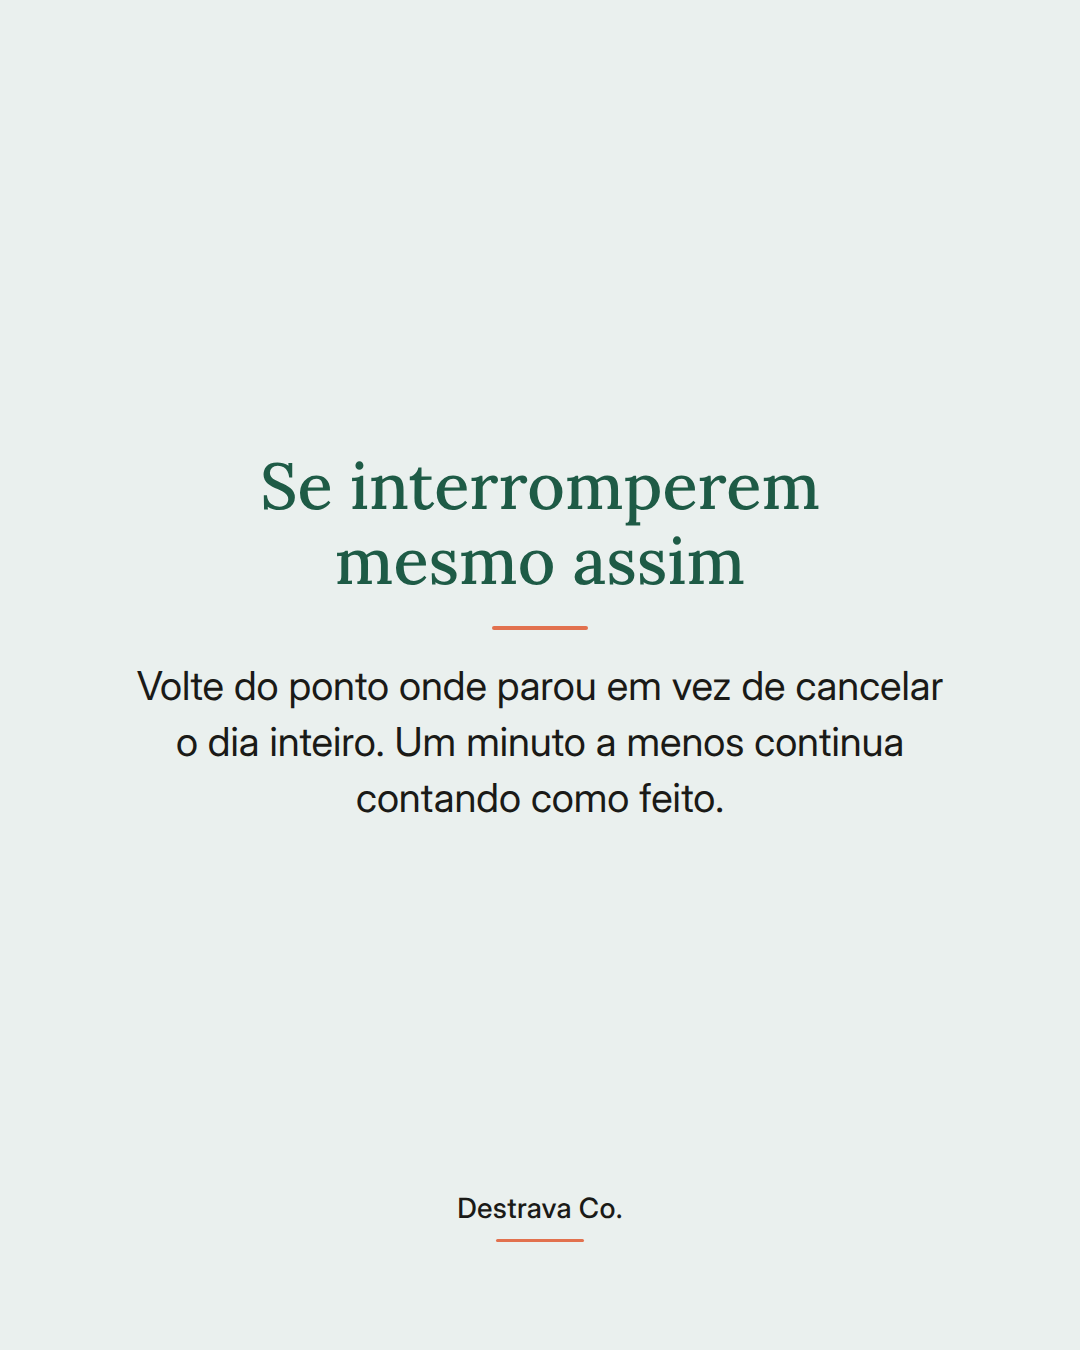 Se interromperem
mesmo assim
Volte do ponto onde parou em vez de cancelar
o dia inteiro. Um minuto a menos continua
contando como feito.
Destrava Co.